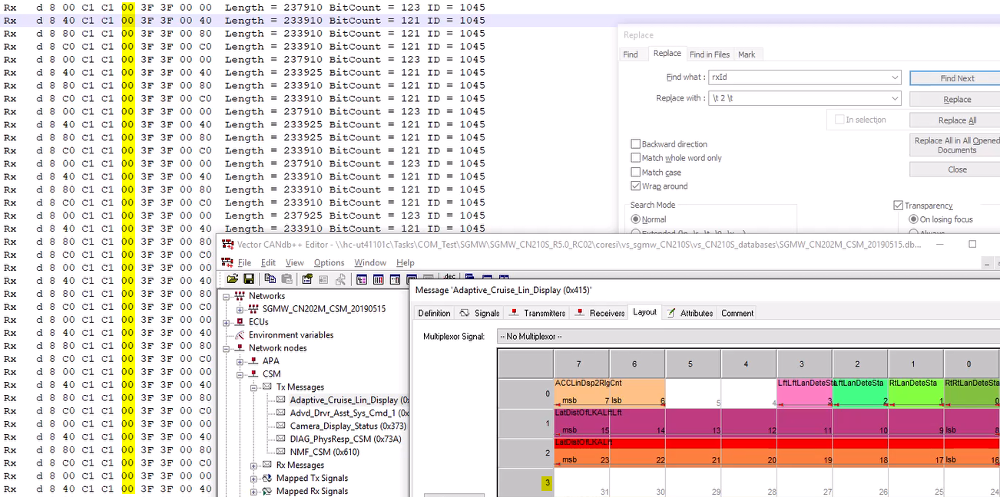 Rx d 8 00 C1 C1 00 3F 3F 00 00 Length = 237910 BitCount = 123 ID = 1045
Rx d 8 40 C1 C1 00 3F 3F 00 40 Length = 233910 BitCount = 121 ID = 1045
Rx d 8 80 C1 C1 00 3F 3F 00 80 Length = 233910 BitCount = 121 ID = 1045
Rx d 8 C0 C1 C1 00 3F 3F 00 C0 Length = 233910 BitCount = 121 ID = 1045
Rx d 8 00 C1 C1 00 3F 3F 00 00 Length = 237910 BitCount = 123 ID = 1045
Rx d 8 40 C1 C1 00 3F 3F 00 40 Length = 233925 BitCount = 121 ID = 1045
Rx d 8 80 C1 C1 00 3F 3F 00 80 Length = 233910 BitCount = 121 ID = 1045
Rx d 8 C0 C1 C1 00 3F 3F 00 C0 Length = 233910 BitCount = 121 ID = 1045
Rx d 8 00 C1 C1 00 3F 3F 00 00 Length = 237910 BitCount = 123 ID = 1045
Rx d 8 40 C1 C1 00 3F 3F 00 40 Length = 233925 BitCount = 121 ID = 1045
Rx d 8 80 C1 C1 00 3F 3F 00 80 Length = 233925 BitCount = 121 ID = 1045
Rx d 8 C0 C1 C1 00 3F 3F 00 C0 Length = 233910 BitCount = 121 ID = 1045
Rx d 8 00 C1 C1 00 3F 3F 00 00 Length = 237910 BitCount = 123 ID = 1045
Rx d 8 40 C1 C1 00 3F 3F 00 40 Length = 233910 BitCount = 121 ID = 1045
Rx d 8 80 C1 C1 00 3F 3F 00 80 Length = 233910 BitCount = 121 ID = 1045
Rx d 8 C0 C1 C1 00 3F 3F 00 C0 Length = 233910 BitCount = 121 ID = 1045
Rx d 8 00 C1 C1 00 3F 3F 00 00 Length = 237925 BitCount = 123 ID = 1045
Rx d 8 40 C1 C1 00 3F 3F 00 40 Length = 233910 BitCount = 121 ID = 1045
Rx d 8 80 C1 C1 00 3F 3F 00 80
Rx d 8 C0 C1 C1 00 3F 3F 00 C0
Rx d 8 00 C1 C1 00 3F 3F 00 00
Rx d 8 40 C1 C1 00 3F 3F 00 40
Rx d 8 80 C1 C1 00 3F 3F 00 80
Rx d 8 C0 C1 C1 00 3F 3F 00 C0
Rx d 8 00 C1 C1 00 3F 3F 00 00
Rx d 8 40 C1 C1 00 3F 3F 00 40
Rx d 8 80 C1 C1 00 3F 3F 00 80
Rx d 8 C0 C1 C1 00 3F 3F 00 C0
Rx d 8 00 C1 C1 00 3F 3F 00 00
Rx d 8 40 C1 C1 00 3F 3F 00 40
Rx d 8 80 C1 C1 00 3F 3F 00 80
Rx d 8 C0 C1 C1 00 3F 3F 00 C0
Rx d 8 00 C1 C1 00 3F 3F 00 00
Rx d 8 40 C1 C1 00 3F 3F 00 40
Rx d 8 80 C1 C1 00 3F 3F 00 80
Rx d 8 C0 C1 C1 00 3F 3F 00 C0
Rx d 8 00 C1 C1 00 3F 3F 00 00
Rx d 8 40 C1 C1 00 3F 3F 00 40
Replace
Find Replace Find in Files Mark
Find what : rxId Find Next
Replace with : \t 2 \t Replace
In selection Replace All
Replace All in All Opened
Documents
Close
Backward direction
Match whole word only
Match case
Wrap around
Search Mode
Normal
Transparency
On losing focus
Vector CANdb++ Editor - \\hc-ut41101c\Tasks\COM_Test\SGMW\SGMW_CN210S_R5.0_RC02\coresi\vs_sgmw_CN210S\vs_CN210S_databases\SGMW_CN202M_CSM_20190515.db...
File Edit View Options Window Help
Networks
SGMW_CN202M_CSM_20190515
ECUs
Environment variables
Network nodes
APA
CSM
Tx Messages
Adaptive_Cruise_Lin_Display (0x
Advd_Drvr_Asst_Sys_Cmd_1 (0x
Camera_Display_Status (0x373)
DIAG_PhysResp_CSM (0x73A)
NMF_CSM (0x610)
Rx Messages
Mapped Tx Signals
Mapped Rx Signals
Message 'Adaptive_Cruise_Lin_Display (0x415)'
Definition Signals Transmitters Receivers Layout Attributes Comment
Multiplexor Signal: -- No Multiplexor --
7 6 5 4 3 2 1 0
ACCLinDsp2RlgCnt LftLftLanDeteSta LftLanDeteSta RtLanDeteSta RtRtLanDeteSta
0 msb 7 lsb 6 5 4 3 2 1 0
LatDistOfLKALftLft
1 msb 15 14 13 12 11 10 9 lsb 8
LatDistOfLKALft
2 msb 23 22 21 20 19 18 17 lsb 16
3 31 30 29 28 27 26 25 24